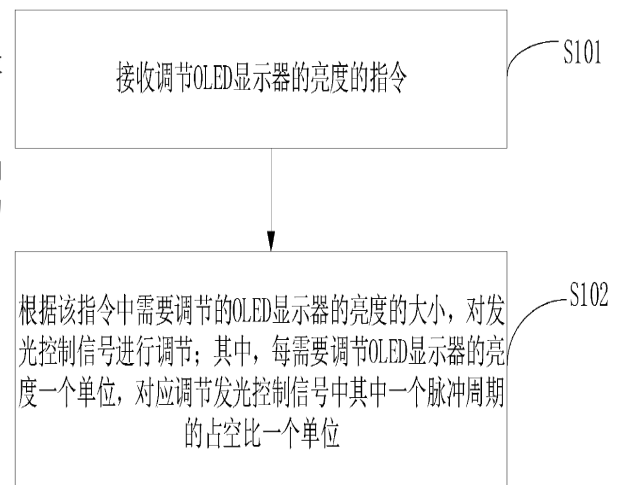 接收调节OLED显示器的亮度的指令
S101
根据该指令中需要调节的OLED显示器的亮度的大小，对发
光控制信号进行调节；其中，每需要调节OLED显示器的亮
度一个单位，对应调节发光控制信号中其中一个脉冲周期
的占空比一个单位
S102